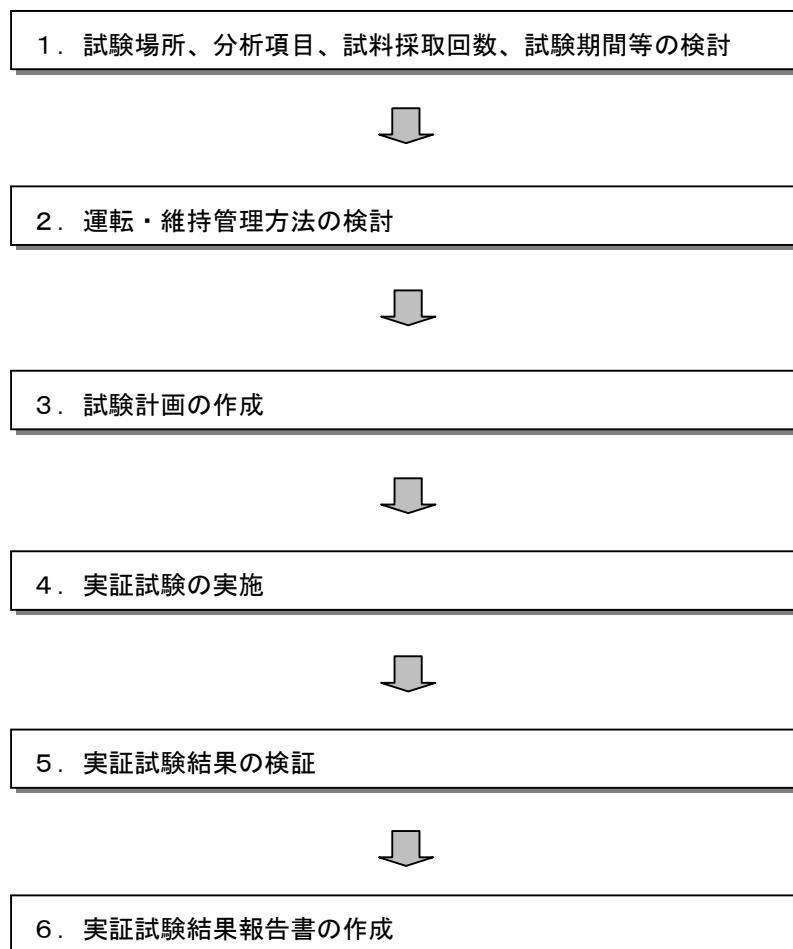 １．試験場所、分析項目、試料採取回数、試験期間等の検討
２．運転・維持管理方法の検討
３．試験計画の作成
４．実証試験の実施
５．実証試験結果の検証
６．実証試験結果報告書の作成